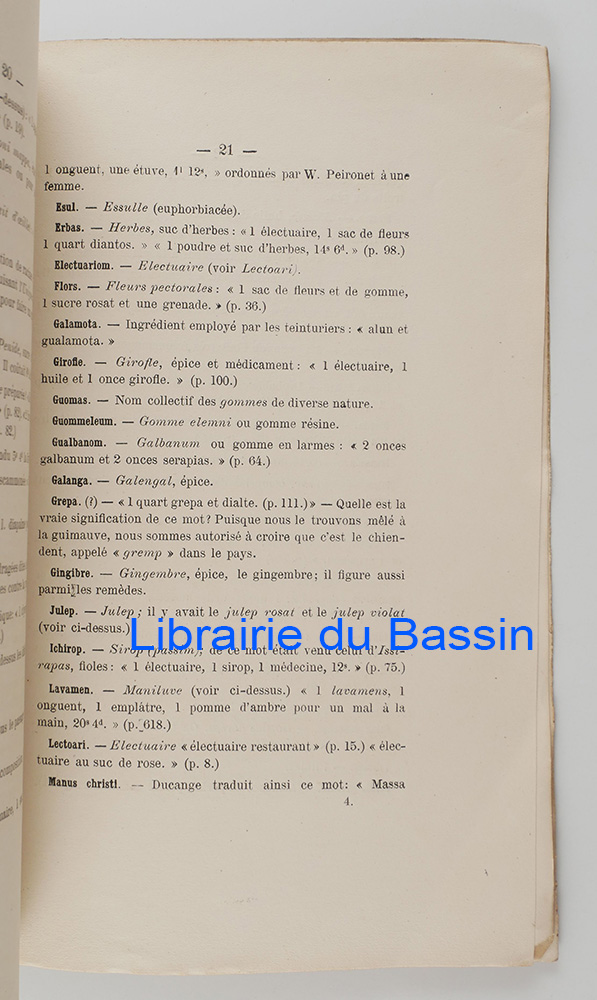 — 21 —
1 onguent, une étuve, 1ˡ 12ˢ, » ordonnés par W. Peironet à une
femme.
Esul. — Essulle (euphorbiacée).
Erbas. — Herbes, suc d'herbes : « 1 électuaire, 1 sac de fleurs
1 quart diantos. » « 1 poudre et suc d'herbes, 14ˢ 6ᵈ. » (p. 98.)
Electuariom. — Electuaire (voir Lectoari).
Flors. — Fleurs pectorales : « 1 sac de fleurs et de gomme,
1 sucre rosat et une grenade. » (p. 36.)
Galamota. — Ingrédient employé par les teinturiers : « alun et
gualamota. »
Girofle. — Girofle, épice et médicament : « 1 électuaire, 1
huile et 1 once girofle. » (p. 100.)
Guomas. — Nom collectif des gommes de diverse nature.
Guommeleum. — Gomme elemni ou gomme résine.
Gualbanom. — Galbanum ou gomme en larmes : « 2 onces
galbanum et 2 onces serapias. » (p. 64.)
Galanga. — Galengal, épice.
Grepa. (?) — « 1 quart grepa et dialte. (p. 111.) » — Quelle est la
vraie signification de ce mot? Puisque nous le trouvons mêlé à
la guimauve, nous sommes autorisé à croire que c'est le chien-
dent, appelé « gremp » dans le pays.
Gingibre. — Gingembre, épice, le gingembre; il figure aussi
parmi les remèdes.
Julep. — Julep; il y avait le julep rosat et le julep violat
(voir ci-dessus.)
Librairie du Bassin
Ichirop. — Sirop (passim); de ce mot était venu celui d'Issi-
rapas, fioles : « 1 électuaire, 1 sirop, 1 médecine, 12ˢ. » (p. 75.)
Lavamen. — Maniluve (voir ci-dessus.) « 1 lavamens, 1
onguent, 1 emplâtre, 1 pomme d'ambre pour un mal à la
main, 20ˢ 4ᵈ. » (p. 618.)
Lectoari. — Electuaire « électuaire restaurant » (p. 15.) « élec-
tuaire au suc de rose. » (p. 8.)
Manus christi. — Ducange traduit ainsi ce mot: « Massa
4.